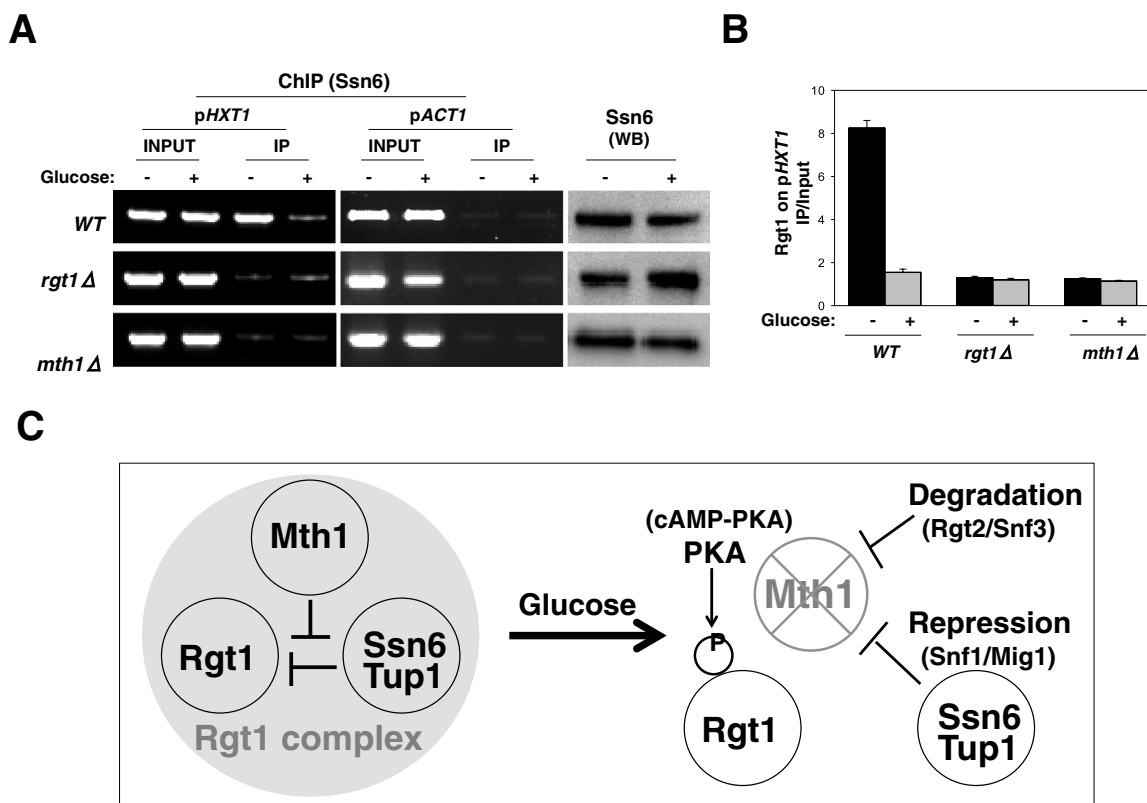 A
ChIP (Ssn6)
pHXT1
pACT1
Ssn6
(WB)
INPUT IP INPUT IP
Glucose: - + - + - + - + - +
WT
rgt1Δ
mth1Δ
B
Rgt1 on pHXT1
IP/Input
10
8
6
4
2
0
Glucose: - + - + - +
WT rgt1Δ mth1Δ
C
Mth1
Rgt1
Ssn6
Tup1
Rgt1 complex
Glucose
(cAMP-PKA)
PKA
P
Rgt1
Mth1
Degradation
(Rgt2/Snf3)
Repression
(Snf1/Mig1)
Ssn6
Tup1